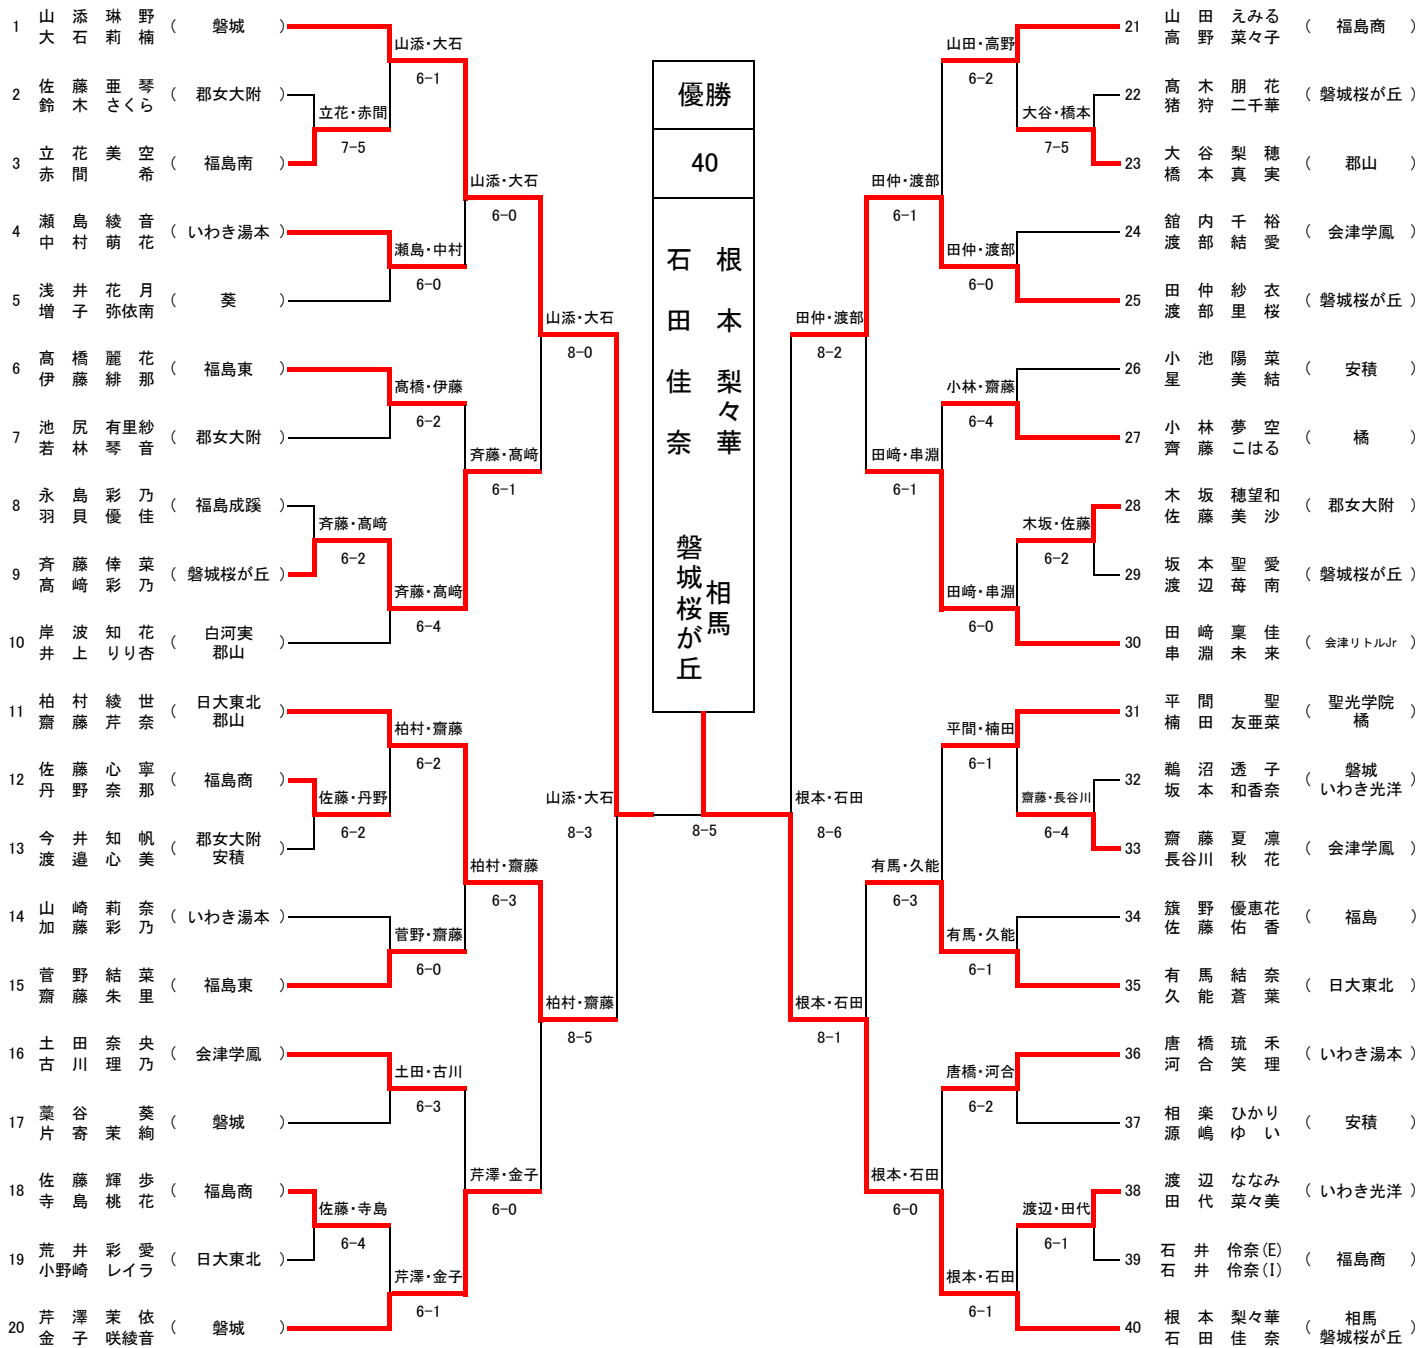 1 山添琳野 大石莉楠 （ 磐城 ）
2 佐藤亜琴 鈴木さくら （ 郡女大附 ）
3 立花美空 赤間希 （ 福島南 ）
4 瀬島綾音 中村萌花 （ いわき湯本 ）
5 浅井花月 増子弥依南 （ 葵 ）
6 髙橋麗花 伊藤緋那 （ 福島東 ）
7 池尻有里紗 若林琴音 （ 郡女大附 ）
8 永島彩乃 羽貝優佳 （ 福島成蹊 ）
9 斉藤倖菜 髙﨑彩乃 （ 磐城桜が丘 ）
10 岸波知花 井上りり杏 （ 白河実 郡山 ）
11 柏村綾世 齋藤芹奈 （ 日大東北 郡山 ）
12 佐藤心寧 丹野奈那 （ 福島商 ）
13 今井知帆 渡邉心美 （ 郡女大附 安積 ）
14 山崎莉奈 加藤彩乃 （ いわき湯本 ）
15 菅野結菜 齋藤朱里 （ 福島東 ）
16 土田奈央 古川理乃 （ 会津学鳳 ）
17 藁谷葵 片寄茉絢 （ 磐城 ）
18 佐藤輝歩 寺島桃花 （ 福島商 ）
19 荒井彩愛 小野崎レイラ （ 日大東北 ）
20 芹澤茉依 金子咲綾音 （ 磐城 ）
立花・赤間
7-5
斉藤・髙﨑
6-2
佐藤・丹野
6-2
佐藤・寺島
6-4
山添・大石
6-1
瀬島・中村
6-0
髙橋・伊藤
6-2
斉藤・髙﨑
6-4
柏村・齋藤
6-2
菅野・齋藤
6-0
土田・古川
6-3
芹澤・金子
6-1
山添・大石
6-0
斉藤・髙﨑
6-1
柏村・齋藤
6-3
芹澤・金子
6-0
山添・大石
8-0
柏村・齋藤
8-5
山添・大石
8-3
優勝
40
根本梨々華
石田佳奈
相馬
磐城桜が丘
8-5
根本・石田
8-6
田仲・渡部
8-2
根本・石田
8-1
田仲・渡部
6-1
田﨑・串淵
6-1
有馬・久能
6-3
根本・石田
6-0
山田・高野
6-2
田仲・渡部
6-0
小林・齋藤
6-4
田﨑・串淵
6-0
平間・楠田
6-1
有馬・久能
6-1
唐橋・河合
6-2
根本・石田
6-1
大谷・橋本
7-5
木坂・佐藤
6-2
齋藤・長谷川
6-4
渡辺・田代
6-1
21 山田えみる 高野菜々子 （ 福島商 ）
22 髙木朋花 猪狩二千華 （ 磐城桜が丘 ）
23 大谷梨穂 橋本真実 （ 郡山 ）
24 舘内千裕 渡部結愛 （ 会津学鳳 ）
25 田仲紗衣 渡部里桜 （ 磐城桜が丘 ）
26 小池陽菜 星美結 （ 安積 ）
27 小林夢空 齊藤こはる （ 橘 ）
28 木坂穂望和 佐藤美沙 （ 郡女大附 ）
29 坂本聖愛 渡辺苺南 （ 磐城桜が丘 ）
30 田﨑稟佳 串淵未来 （ 会津リトルJr ）
31 平間聖 楠田友亜菜 （ 聖光学院 橘 ）
32 鵜沼透子 坂本和香奈 （ 磐城 いわき光洋 ）
33 齋藤夏凛 長谷川秋花 （ 会津学鳳 ）
34 籏野優恵花 佐藤佑香 （ 福島 ）
35 有馬結奈 久能蒼葉 （ 日大東北 ）
36 唐橋琉禾 河合笑理 （ いわき湯本 ）
37 相楽ひかり 源嶋ゆい （ 安積 ）
38 渡辺ななみ 田代菜々美 （ いわき光洋 ）
39 石井伶奈(E) 石井伶奈(I) （ 福島商 ）
40 根本梨々華 石田佳奈 （ 相馬 磐城桜が丘 ）